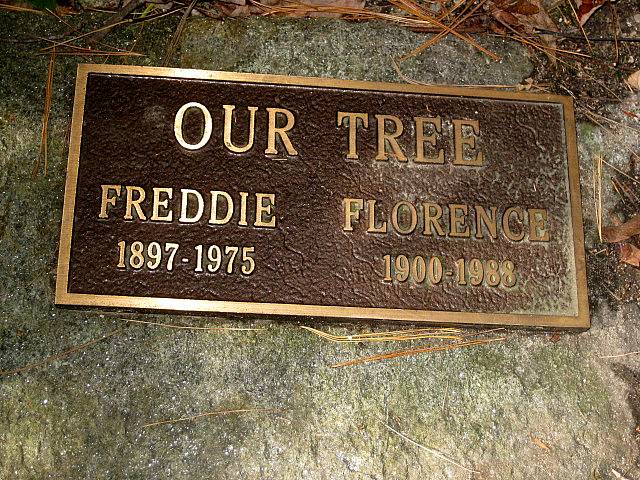 OUR TREE
FREDDIE FLORENCE
1897-1975 1900-1988